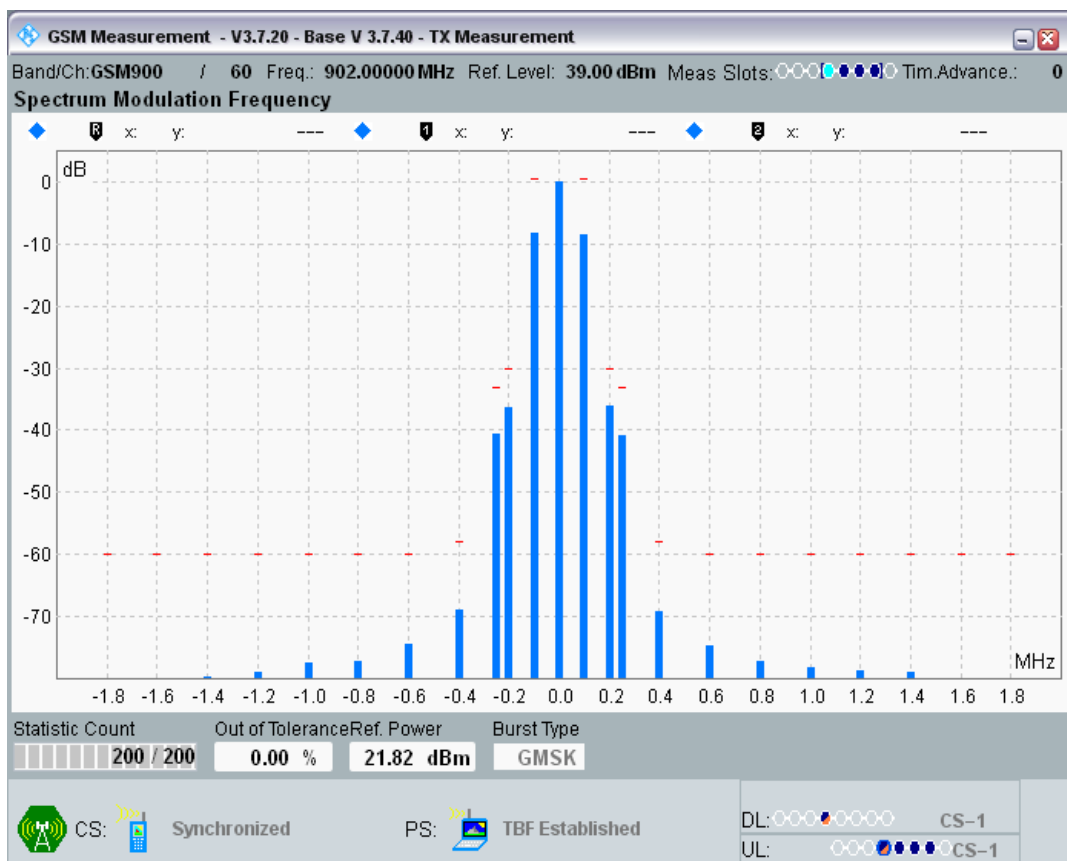 GSM Measurement - V3.7.20 - Base V 3.7.40 - TX Measurement
Band/Ch:GSM900 / 60 Freq.: 902.00000 MHz Ref. Level: 39.00 dBm Meas Slots: Tim.Advance.: 0
Spectrum Modulation Frequency
R x: y: --- 1 x: y: --- 2 x: y: ---
dB
0
-10
-20
-30
-40
-50
-60
-70
MHz
-1.8 -1.6 -1.4 -1.2 -1.0 -0.8 -0.6 -0.4 -0.2 0.0 0.2 0.4 0.6 0.8 1.0 1.2 1.4 1.6 1.8
Statistic Count Out of Tolerance Ref. Power Burst Type
200 / 200 0.00 % 21.82 dBm GMSK
CS: Synchronized PS: TBF Established
DL: CS-1
UL: CS-1